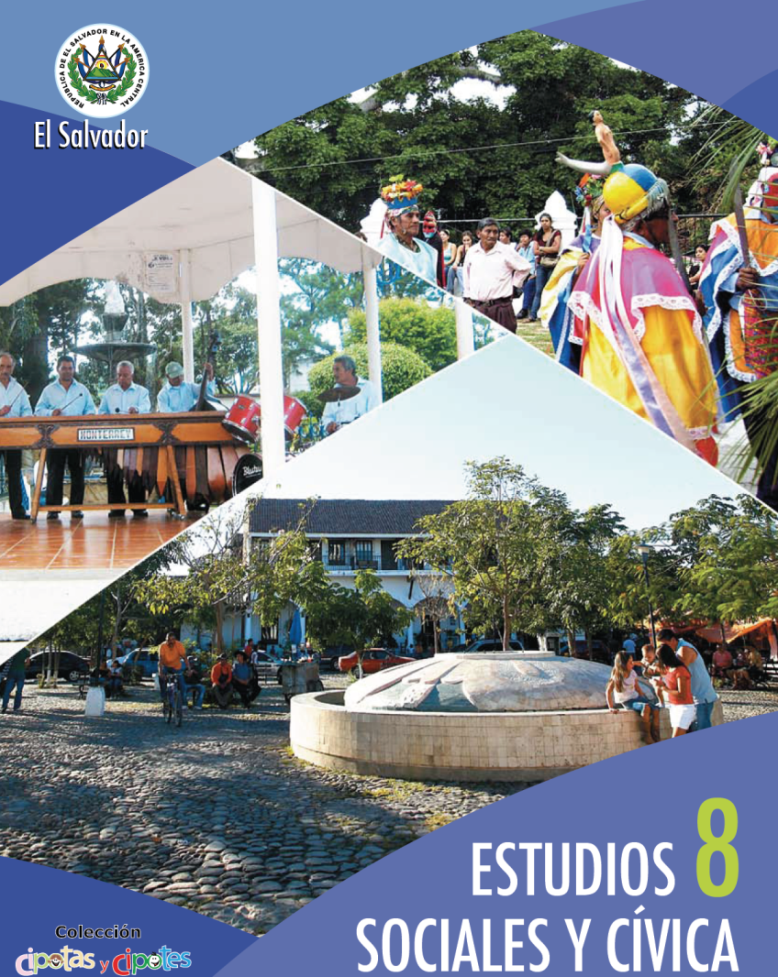 REPÚBLICA DE EL SALVADOR EN LA AMÉRICA CENTRAL
El Salvador
MONTERREY
ESTUDIOS 8
SOCIALES Y CÍVICA
Colección
cipotas y cipotes